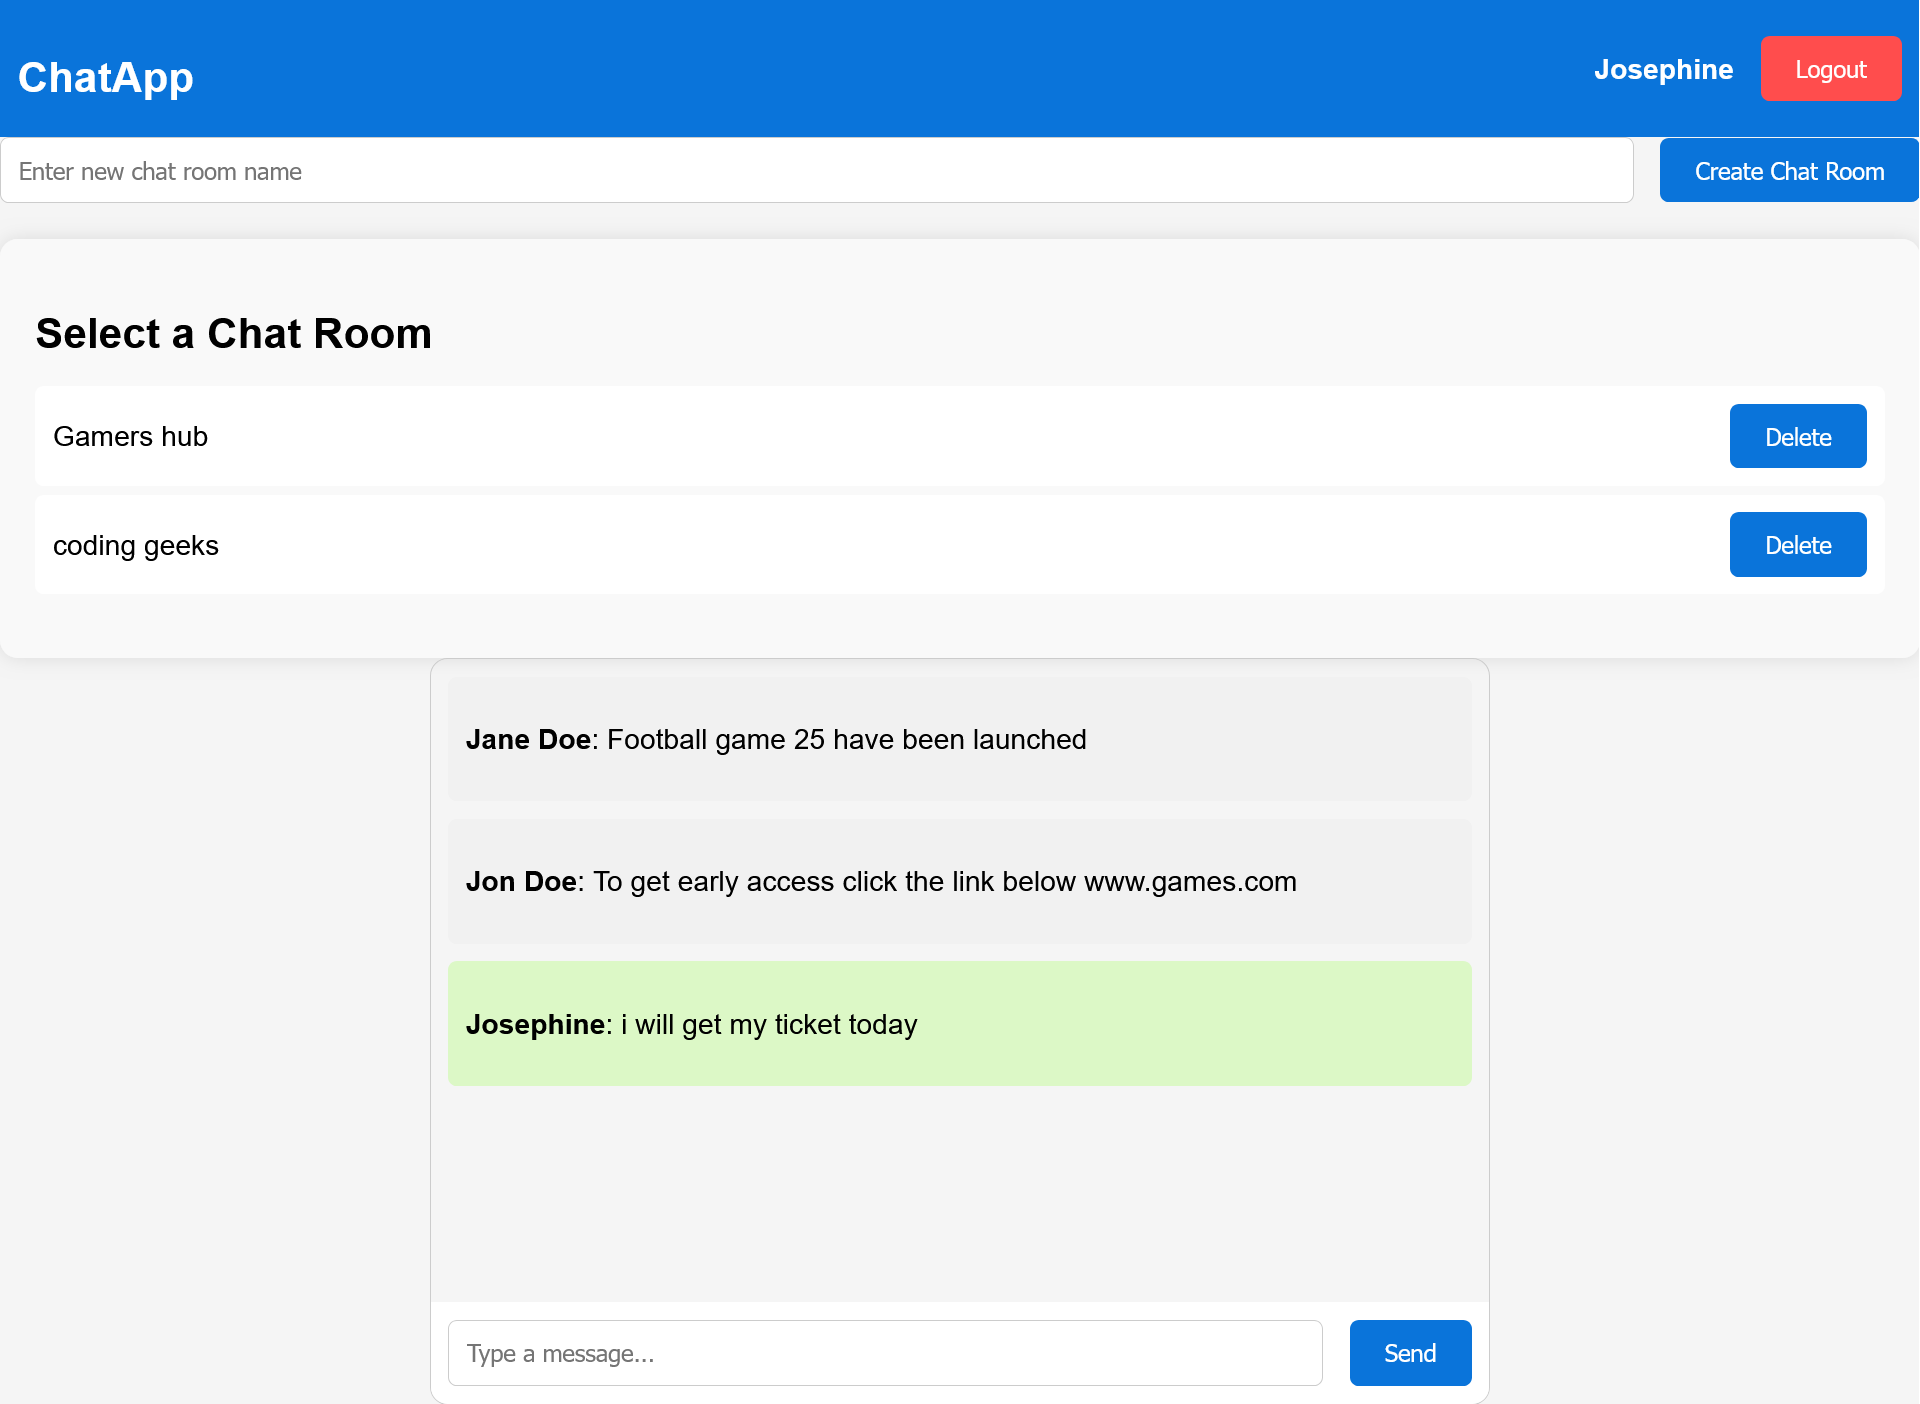 ChatApp
Josephine
Logout
Enter new chat room name
Create Chat Room
Select a Chat Room
Gamers hub
Delete
coding geeks
Delete
Jane Doe: Football game 25 have been launched
Jon Doe: To get early access click the link below www.games.com
Josephine: i will get my ticket today
Type a message...
Send